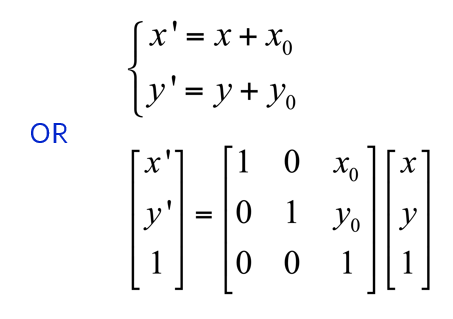 x' = x + x₀
y' = y + y₀
OR
[x'] = [1 0 x₀] [x]
[y'] = [0 1 y₀] [y]
[1] = [0 0 1] [1]